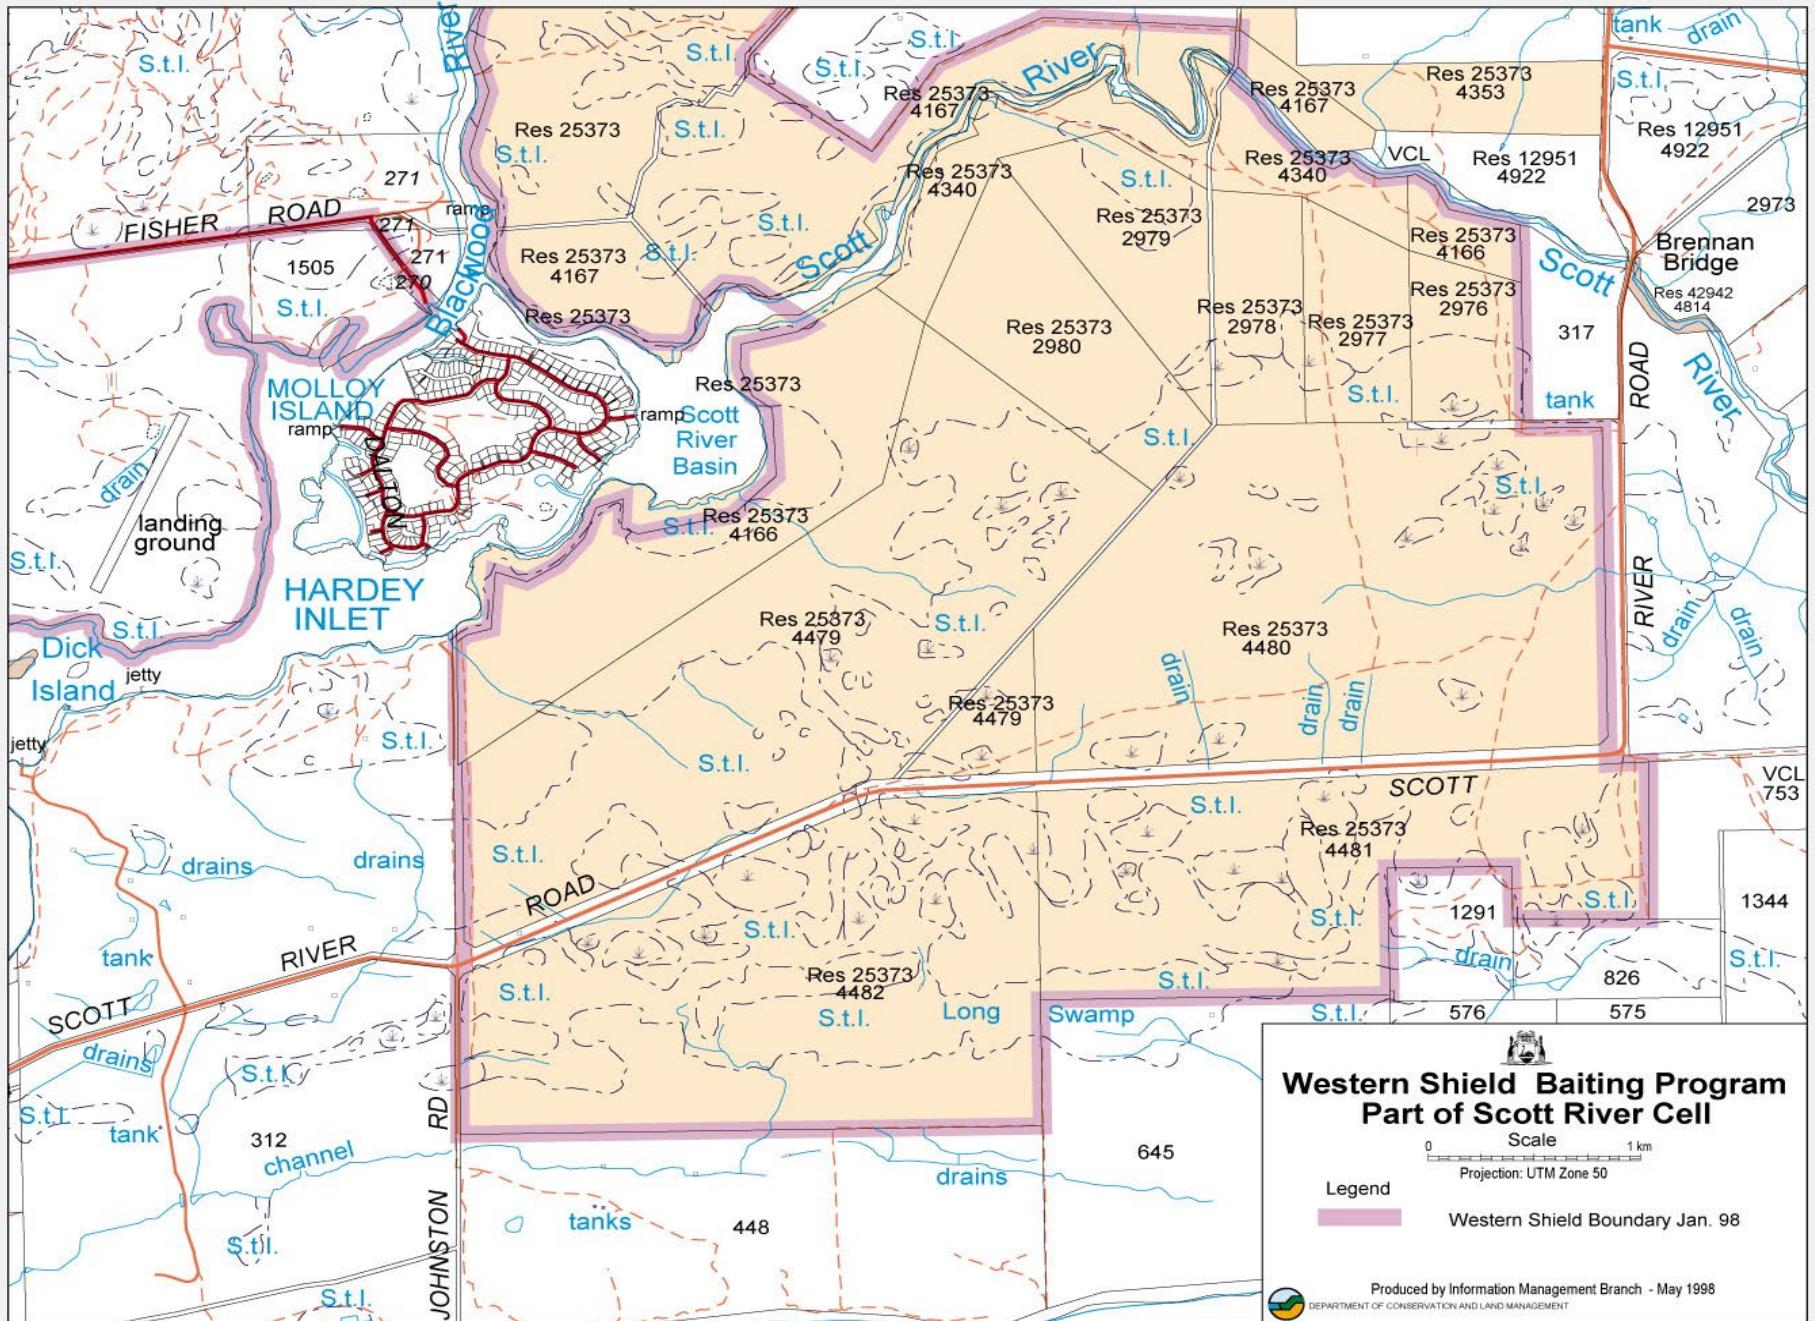 River
S.t.l.
S.t.l.
S.t.l.
S.t.l.
River
tank
drain
Res 25373
4167
Res 25373
4167
Res 25373
4353
S.t.l.
Res 25373
S.t.l.
S.t.l.
Res 12951
4922
VCL
Res 12951
4922
Res 25373
4340
Res 25373
4340
S.t.l.
271
ramp
FISHER ROAD
271
271
270
1505
S.t.l.
Blackwood
Res 25373
4167
S.t.l.
S.t.l.
Scott
Res 25373
2979
2973
Res 25373
4166
Scott
Brennan
Bridge
Res 42942
4814
Res 25373
Res 25373
2980
Res 25373
2978
Res 25373
2977
Res 25373
2976
317
ROAD
River
MOLLOY
ISLAND
ramp
DALTON
ramp
Res 25373
Scott
River
Basin
S.t.l.
S.t.l.
tank
drain
landing
ground
S.t.l.
S.t.l.
Res 25373
4166
S.t.l.
HARDEY
INLET
S.t.l.
Dick
Island
jetty
jetty
Res 25373
4479
S.t.l.
Res 25373
4480
RIVER
drain
drain
Res 25373
4479
drain
drain
drain
S.t.l.
S.t.l.
SCOTT
VCL
753
S.t.l.
Res 25373
4481
drains
drains
S.t.l.
ROAD
S.t.l.
S.t.l.
S.t.l.
1291
1344
tank
RIVER
SCOTT
drains
Res 25373
4482
S.t.l.
S.t.l.
Long
Swamp
S.t.l.
S.t.l.
drain
826
S.t.l.
576
575
S.t.l.
S.t.l.
tank
312
channel
RD
JOHNSTON
645
drains
tanks
448
S.t.l.
S.t.l.
Western Shield Baiting Program
Part of Scott River Cell
Scale
0 1 km
Projection: UTM Zone 50
Legend
Western Shield Boundary Jan. 98
Produced by Information Management Branch - May 1998
DEPARTMENT OF CONSERVATION AND LAND MANAGEMENT